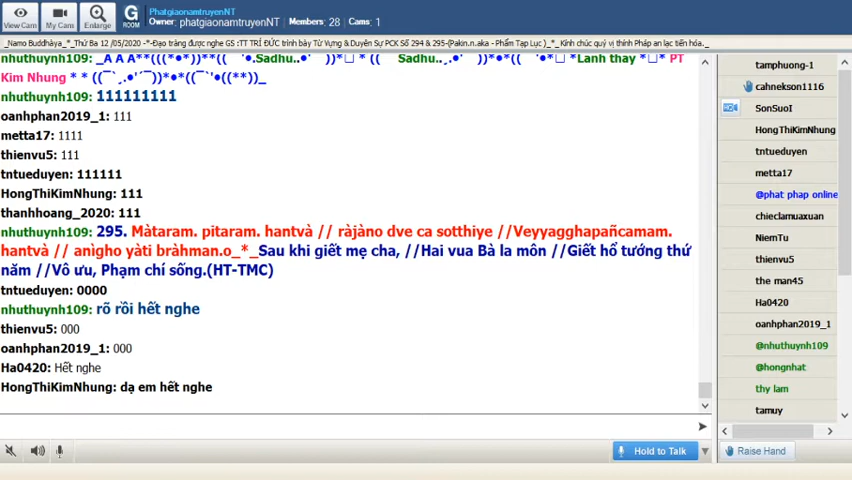 View Cam
My Cam
Enlarge
G ROOM
PhatgiaonamtruyenNT
Owner: phatgiaonamtruyenNT | Members: 28 | Cams: 1
_Namo Buddhàya_*_Thứ Ba 12 /05/2020 -*-Đạo tràng được nghe GS :TT TRÍ ĐỨC trình bày Từ Vựng &Duyên Sự PCK Số 294 & 295-(Pakin.n.aka - Phẩm Tạp Lục )_*_Kính chúc quý vị thính Pháp an lạc tiến hóa._
nhuthuynh109: _A A A**(((*•*))**((   '•.Sadhu..•'  ))*¤ * ((   Sadhu..,.•'  ))*•*((   '•*¤ *Lanh thay *¤* PT
Kim Nhung * * ((¯`,.•'´¯))*•*((¯`'•((**))_
nhuthuynh109: 111111111
oanhphan2019_1: 111
metta17: 1111
thienvu5: 111
tntueduyen: 111111
HongThiKimNhung: 111
thanhhoang_2020: 111
nhuthuynh109: 295. Màtaram. pitaram. hantvà // ràjàno dve ca sotthiye //Veyyagghapañcamam.
hantvà // anìgho yàti bràhman.o_*_Sau khi giết mẹ cha, //Hai vua Bà la môn //Giết hổ tướng thứ
năm //Vô ưu, Phạm chí sống.(HT-TMC)
tntueduyen: 0000
nhuthuynh109: rõ rồi hết nghe
thienvu5: 000
oanhphan2019_1: 000
Ha0420: Hết nghe
HongThiKimNhung: dạ em hết nghe
tamphuong-1
cahnekson1116
HD
SonSuoI
HongThiKimNhung
tntueduyen
metta17
@phat phap online
chieclamuaxuan
NiemTu
thienvu5
the man45
Ha0420
oanhphan2019_1
@nhuthuynh109
@hongnhat
thy lam
tamuy
Hold to Talk
Raise Hand